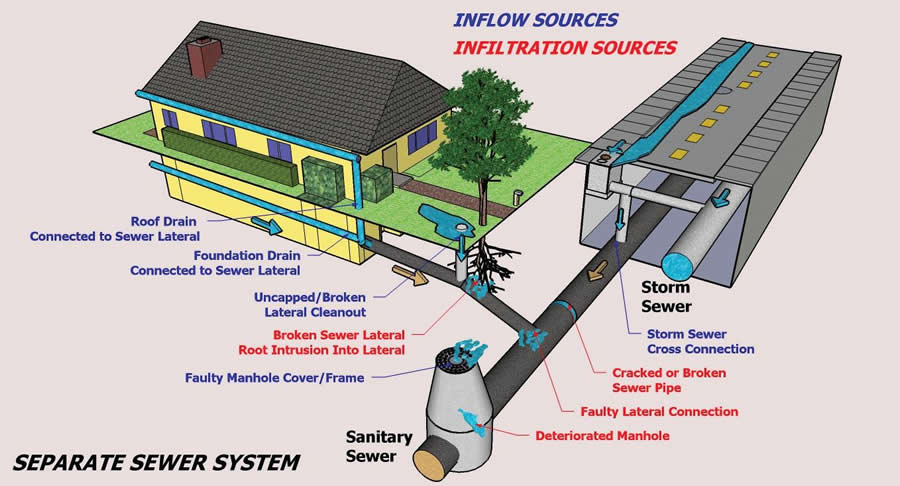 INFLOW SOURCES
INFILTRATION SOURCES
Roof Drain
Connected to Sewer Lateral
Foundation Drain
Connected to Sewer Lateral
Uncapped/Broken
Lateral Cleanout
Broken Sewer Lateral
Root Intrusion Into Lateral
Faulty Manhole Cover/Frame
Storm
Sewer
Storm Sewer
Cross Connection
Cracked or Broken
Sewer Pipe
Faulty Lateral Connection
Deteriorated Manhole
Sanitary
Sewer
SEPARATE SEWER SYSTEM